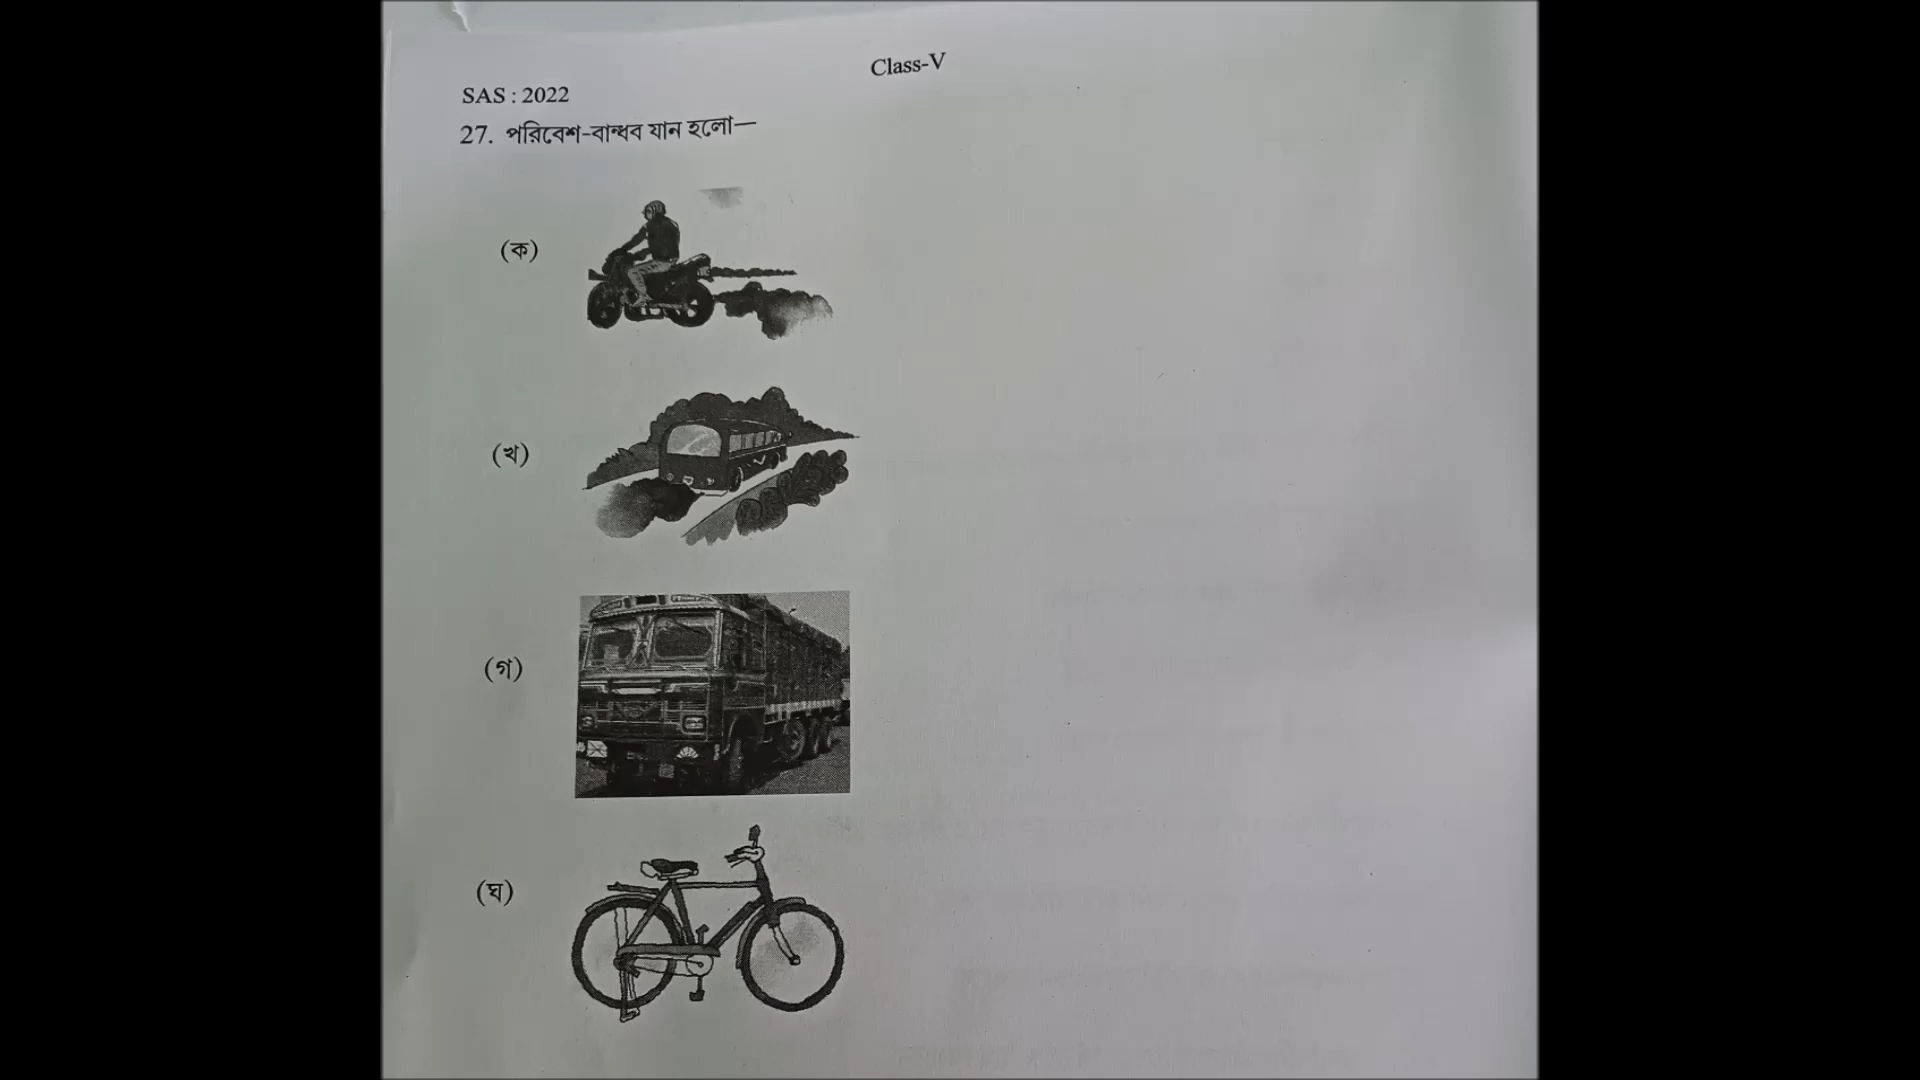 Class-V
SAS : 2022
27. পরিবেশ-বান্ধব যান হলো—
(ক)
(খ)
(গ)
(ঘ)